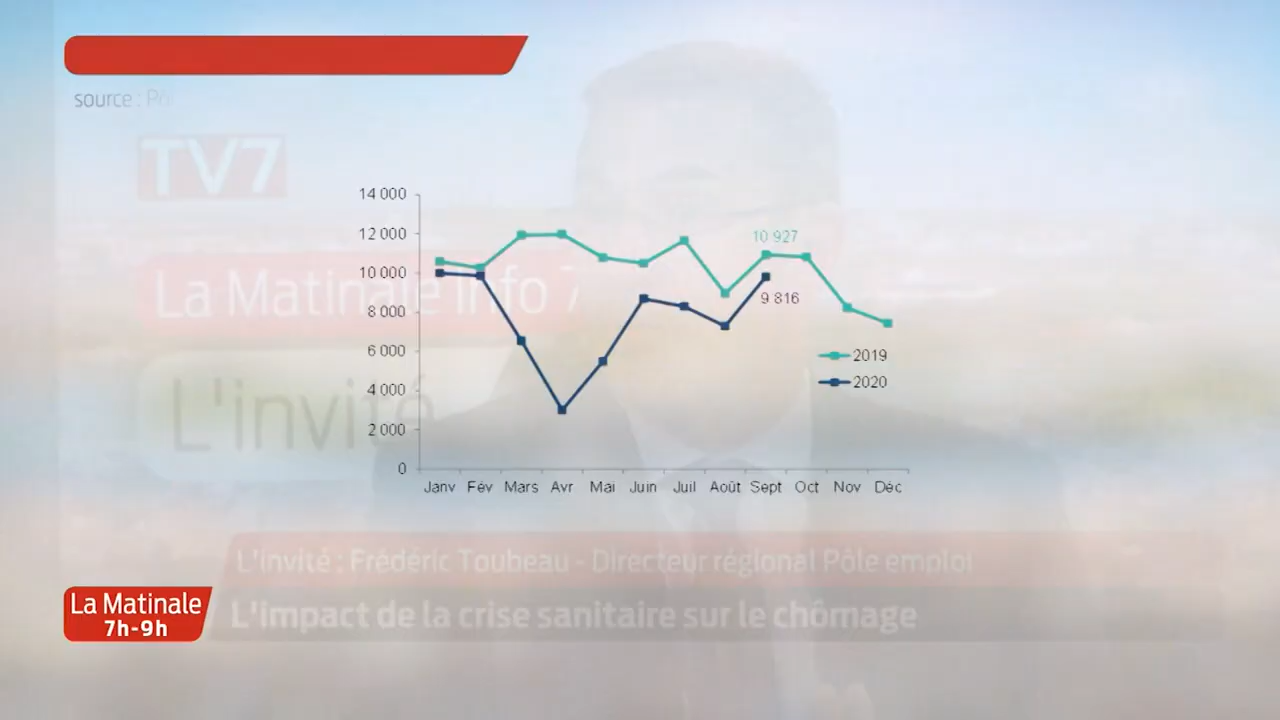 source : Pôl
TV7
La Matinale info 7
L'invité
14 000
12 000
10 000
8 000
6 000
4 000
2 000
0
10 927
9 816
2019
2020
Janv Fév Mars Avr Mai Juin Juil Août Sept Oct Nov Déc
L'invité : Frédéric Toubeau - Directeur régional Pôle emploi
La Matinale
7h-9h
L'impact de la crise sanitaire sur le chômage